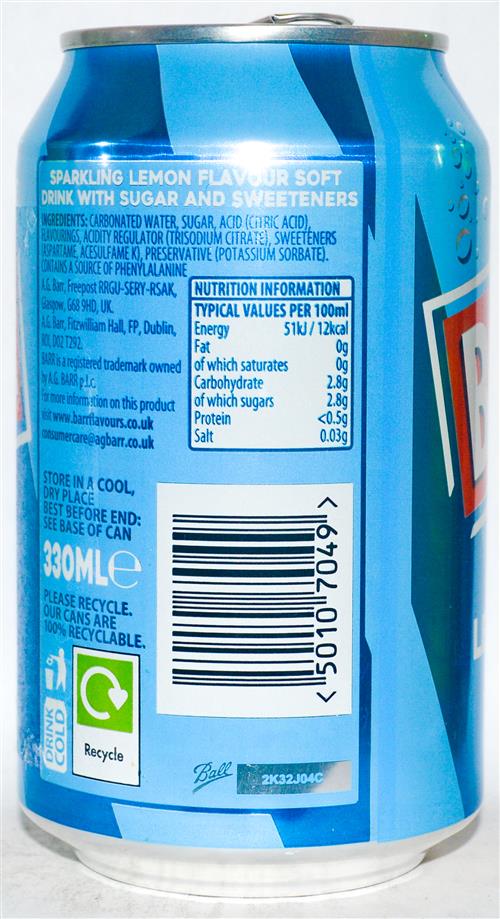 SPARKLING LEMON FLAVOUR SOFT
DRINK WITH SUGAR AND SWEETENERS
INGREDIENTS: CARBONATED WATER, SUGAR, ACID (CITRIC ACID),
FLAVOURINGS, ACIDITY REGULATOR (TRISODIUM CITRATE), SWEETENERS
(ASPARTAME, ACESULFAME K), PRESERVATIVE (POTASSIUM SORBATE).
CONTAINS A SOURCE OF PHENYLALANINE
A.G. Barr, Freepost RRGU-SERY-RSAK,
Glasgow, G68 9HD, UK.
A.G. Barr, Fitzwilliam Hall, FP, Dublin,
ROI, D02 T292.
BARR is a registered trademark owned
by A.G. BARR p.l.c.
For more information on this product
visit www.barrflavours.co.uk
consumercare@agbarr.co.uk
NUTRITION INFORMATION
TYPICAL VALUES PER 100ml
Energy 51kJ / 12kcal
Fat 0g
of which saturates 0g
Carbohydrate 2.8g
of which sugars 2.8g
Protein <0.5g
Salt 0.03g
STORE IN A COOL,
DRY PLACE
BEST BEFORE END:
SEE BASE OF CAN
330ML℮
PLEASE RECYCLE.
OUR CANS ARE
100% RECYCLABLE.
DRINK
COLD
Recycle
< 5010 7049 >
Ball
2K32J04C
B
L